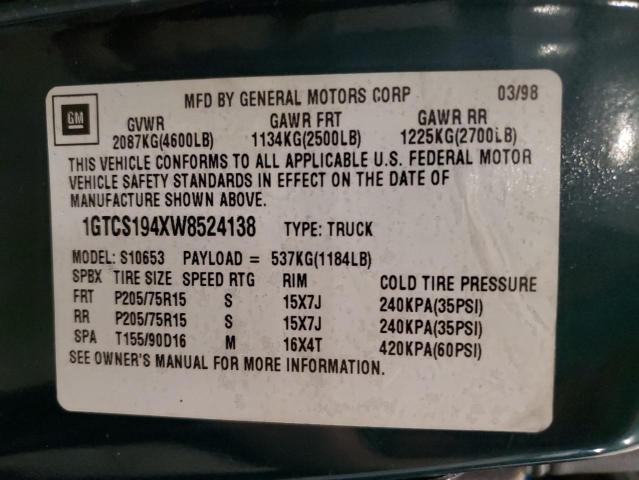 GM
MFD BY GENERAL MOTORS CORP 03/98
GVWR GAWR FRT GAWR RR
2087KG(4600LB) 1134KG(2500LB) 1225KG(2700LB)
THIS VEHICLE CONFORMS TO ALL APPLICABLE U.S. FEDERAL MOTOR
VEHICLE SAFETY STANDARDS IN EFFECT ON THE DATE OF
MANUFACTURE SHOWN ABOVE.
1GTCS194XW8524138 TYPE: TRUCK
MODEL: S10653 PAYLOAD = 537KG(1184LB)
SPBX TIRE SIZE SPEED RTG RIM COLD TIRE PRESSURE
FRT P205/75R15 S 15X7J 240KPA(35PSI)
RR P205/75R15 S 15X7J 240KPA(35PSI)
SPA T155/90D16 M 16X4T 420KPA(60PSI)
SEE OWNER'S MANUAL FOR MORE INFORMATION.